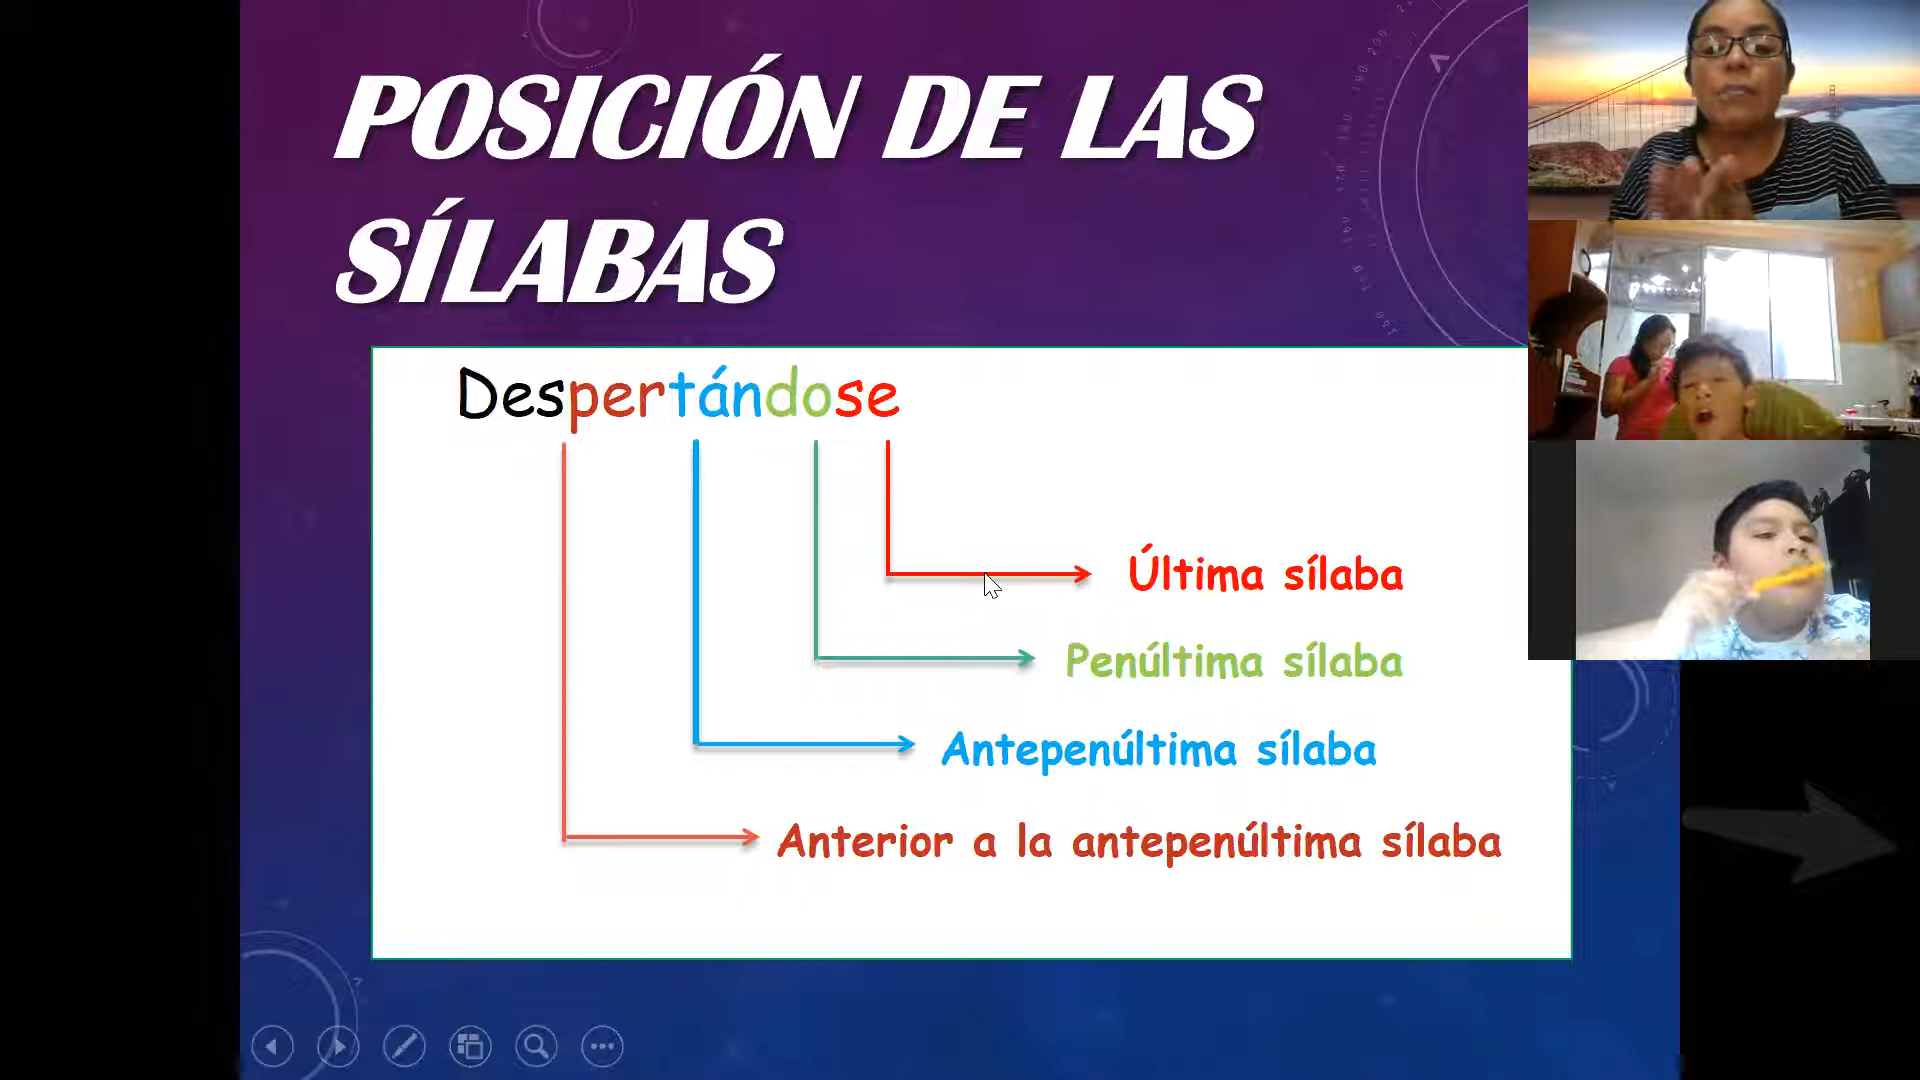 POSICIÓN DE LAS
SÍLABAS
Despertándose
Última sílaba
Penúltima sílaba
Antepenúltima sílaba
Anterior a la antepenúltima sílaba